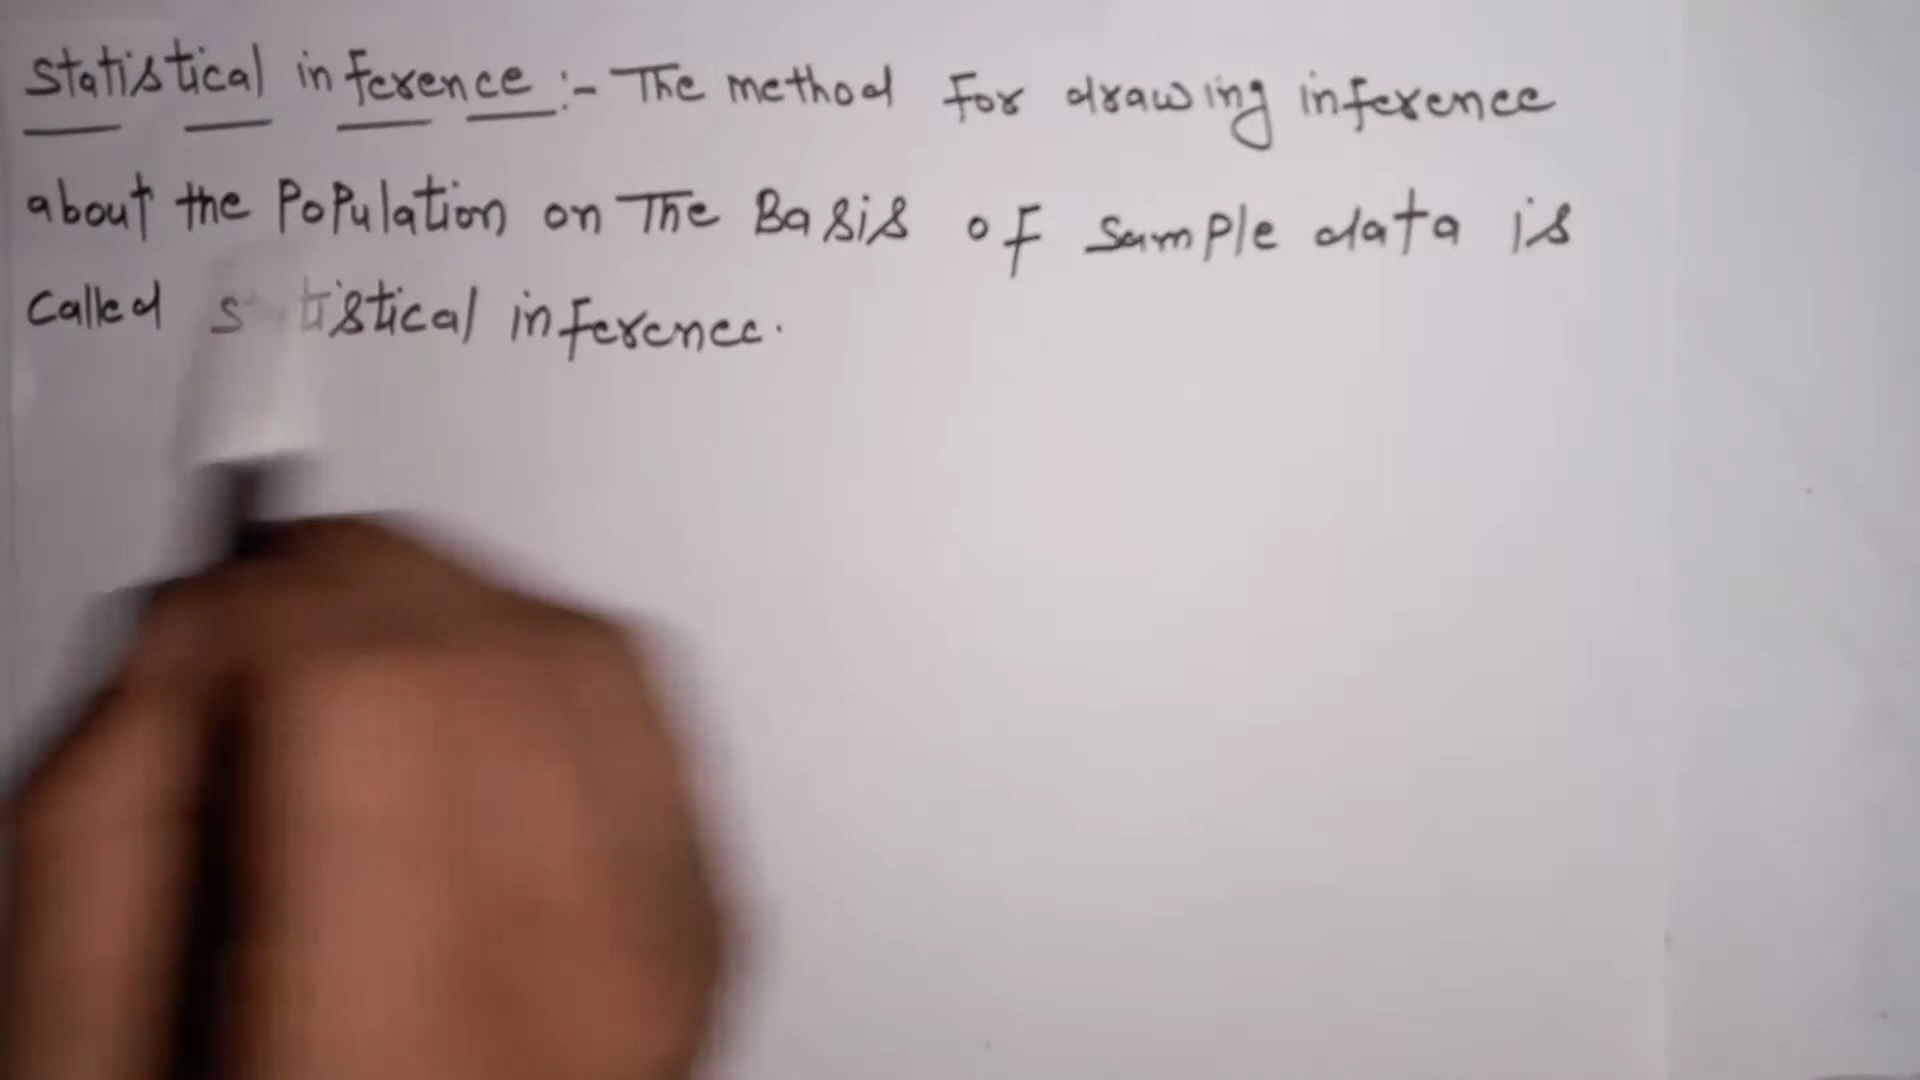 Statistical inference :- The method For drawing inference
about the Population on The Basis of sample data is
called statistical inference.